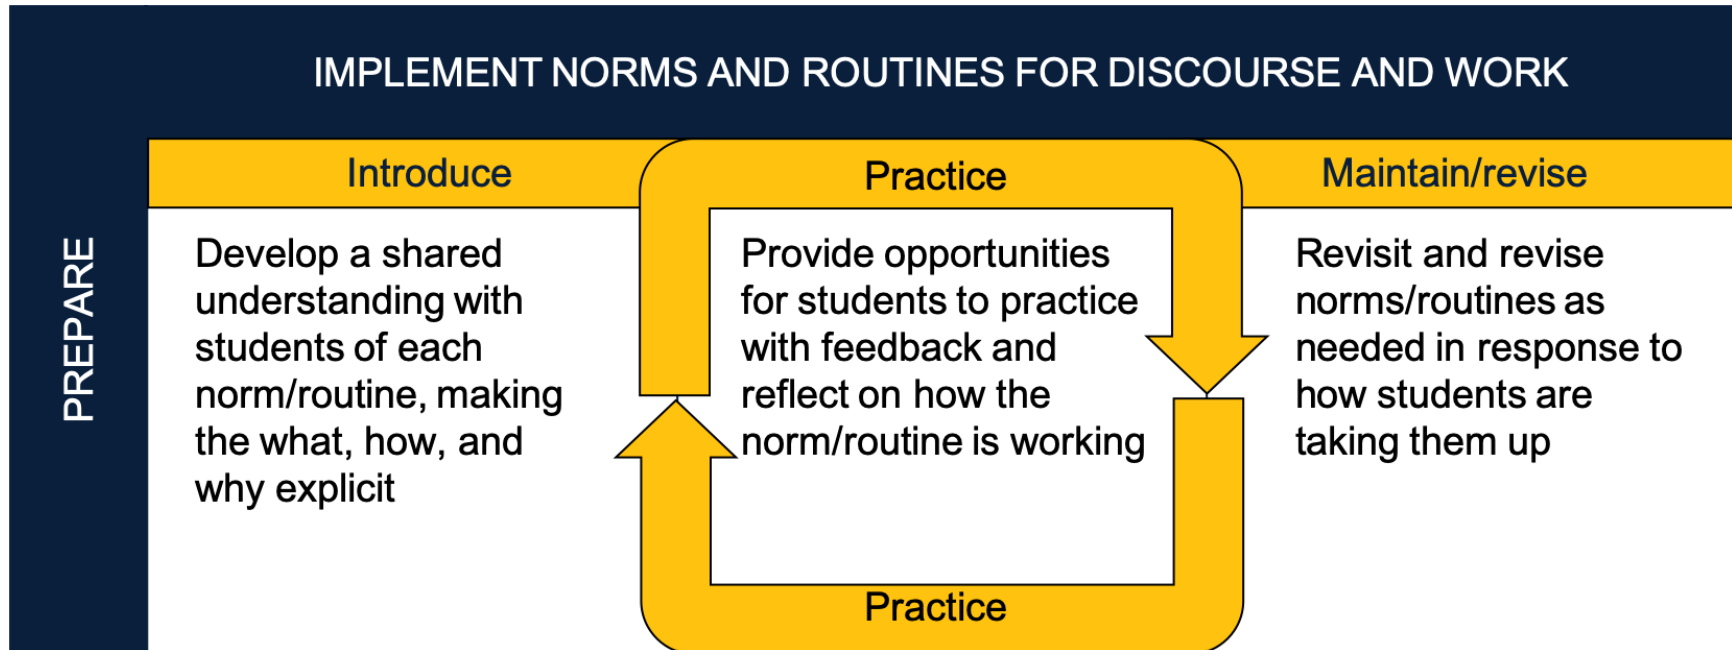 IMPLEMENT NORMS AND ROUTINES FOR DISCOURSE AND WORK
PREPARE
Introduce
Develop a shared
understanding with
students of each
norm/routine, making
the what, how, and
why explicit
Practice
Provide opportunities
for students to practice
with feedback and
reflect on how the
norm/routine is working
Practice
Maintain/revise
Revisit and revise
norms/routines as
needed in response to
how students are
taking them up